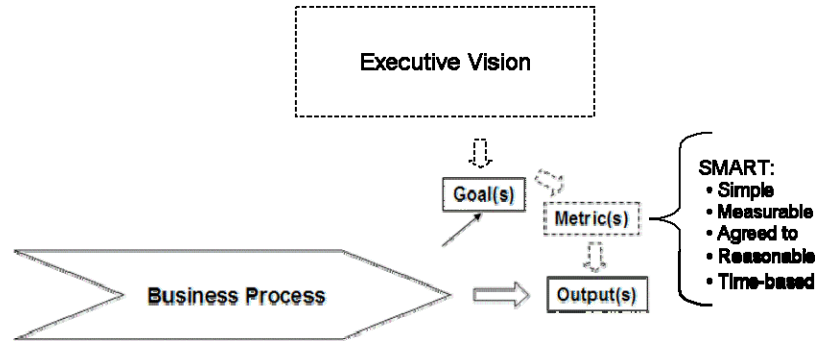 Executive Vision
Goal(s)
Metric(s)
SMART:
• Simple
• Measurable
• Agreed to
• Reasonable
• Time-based
Business Process
Output(s)